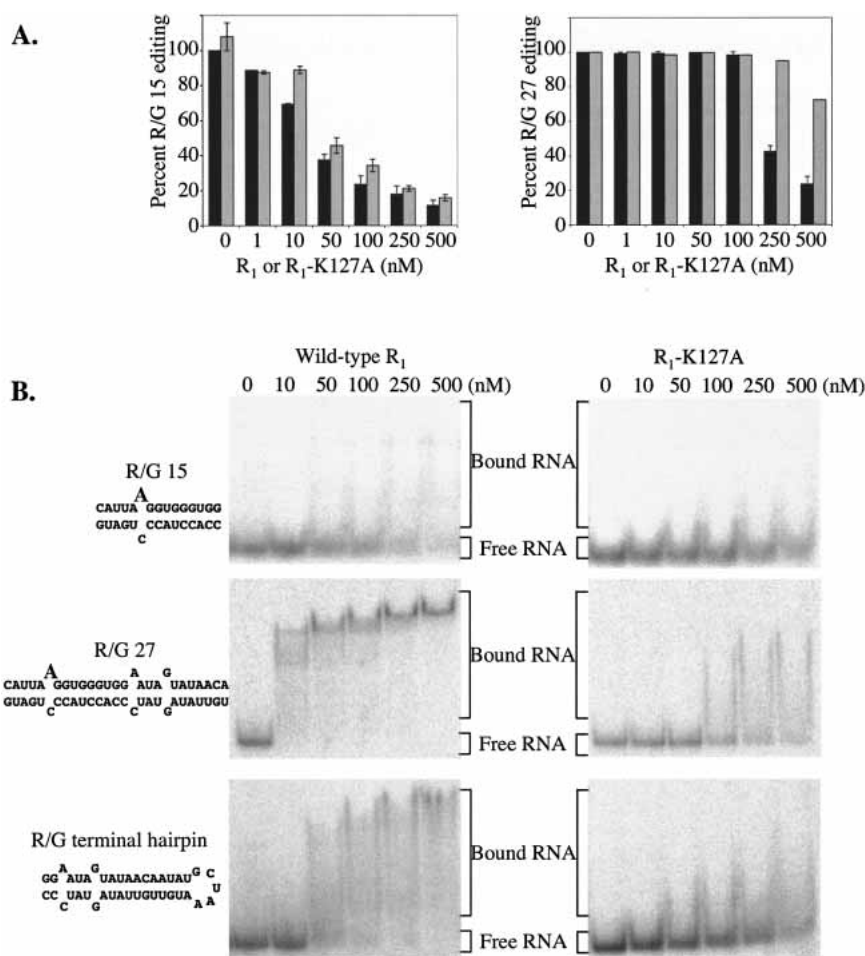 A.
Percent R/G 15 editing
100
80
60
40
20
0
0 1 10 50 100 250 500
R1 or R1-K127A (nM)
Percent R/G 27 editing
100
80
60
40
20
0
0 1 10 50 100 250 500
R1 or R1-K127A (nM)
B.
Wild-type R1
0 10 50 100 250 500 (nM)
R1-K127A
0 10 50 100 250 500 (nM)
R/G 15
A
CAUUA GGUGGGUGG
GUAGU CCAUCCACC
C
Bound RNA
Free RNA
R/G 27
A A G
CAUUA GGUGGGUGG AUA UAUAACA
GUAGU CCAUCCACC UAU AUAUUGU
C C G
Bound RNA
Free RNA
R/G terminal hairpin
A G G C
GG AUA UAUAACAAUAU U
CC UAU AUAUUGUUGUA A
C G A
Bound RNA
Free RNA